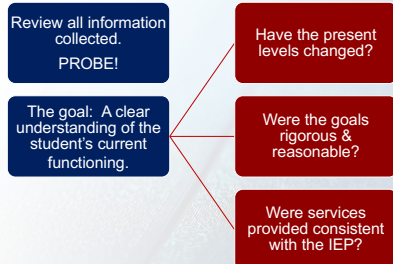 Review all information
collected.
PROBE!
The goal:  A clear
understanding of the
student's current
functioning.
Have the present
levels changed?
Were the goals
rigorous &
reasonable?
Were services
provided consistent
with the IEP?